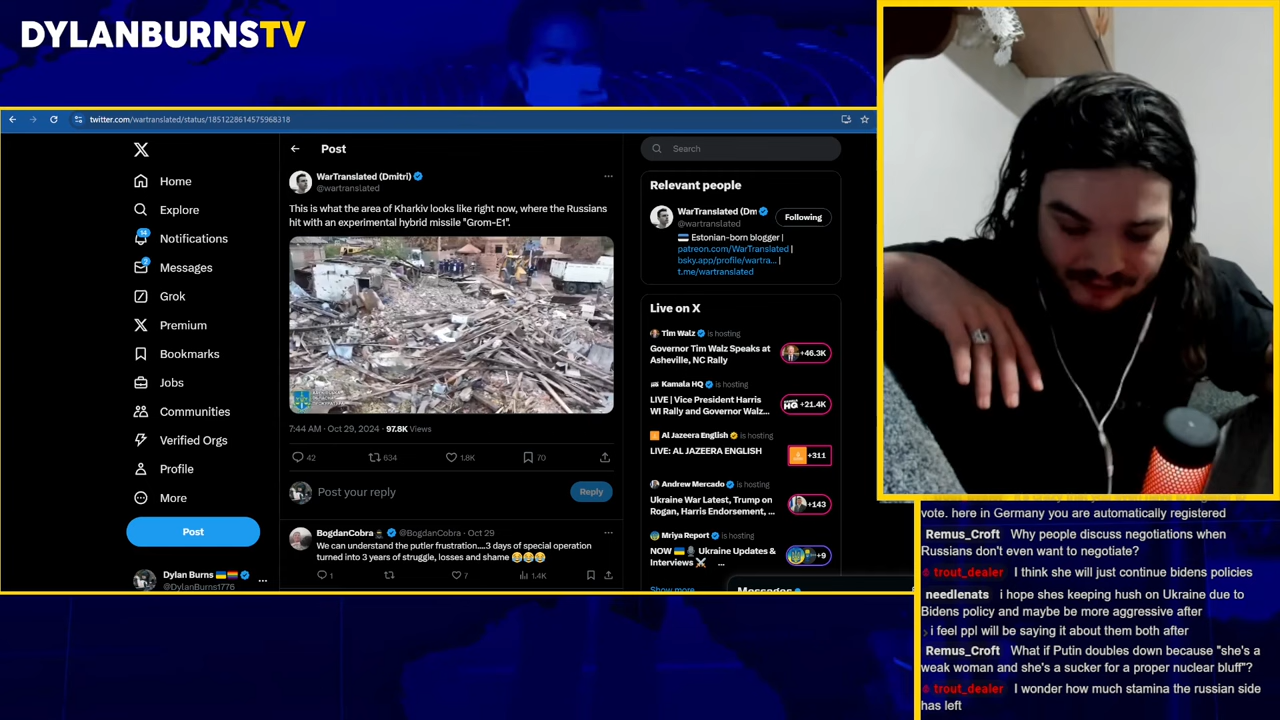 DYLANBURNSTV
twitter.com/wartranslated/status/1851228614575968318
Post
Search
Home
Explore
14
Notifications
2
Messages
Grok
Premium
Bookmarks
Jobs
Communities
Verified Orgs
Profile
More
Post
Dylan Burns
@DylanBurns1776
WarTranslated (Dmitri)
@wartranslated
This is what the area of Kharkiv looks like right now, where the Russians
hit with an experimental hybrid missile "Grom-E1".
7:44 AM · Oct 29, 2024 · 97.8K Views
42
634
1.8K
70
Post your reply
Reply
BogdanCobra @BogdanCobra · Oct 29
We can understand the putler frustration....3 days of special operation
turned into 3 years of struggle, losses and shame 😂😂😂
1
7
1.4K
Relevant people
WarTranslated (Dm
@wartranslated
Following
Estonian-born blogger |
patreon.com/WarTranslated |
bsky.app/profile/wartra... |
t.me/wartranslated
Live on X
Tim Walz is hosting
Governor Tim Walz Speaks at
Asheville, NC Rally
+46.3K
Kamala HQ is hosting
LIVE | Vice President Harris
WI Rally and Governor Walz...
+21.4K
Al Jazeera English is hosting
LIVE: AL JAZEERA ENGLISH
+311
Andrew Mercado is hosting
Ukraine War Latest, Trump on
Rogan, Harris Endorsement, ...
+143
Mriya Report is hosting
NOW 🇺🇦🎙️ Ukraine Updates &
Interviews ⚔️ ...
+9
Show more
Messages
vote. here in Germany you are automatically registered
Remus_Croft Why people discuss negotiations when
Russians don't even want to negotiate?
trout_dealer I think she will just continue bidens policies
needlenats i hope shes keeping hush on Ukraine due to
Bidens policy and maybe be more aggressive after
i feel ppl will be saying it about them both after
Remus_Croft What if Putin doubles down because "she's a
weak woman and she's a sucker for a proper nuclear bluff"?
trout_dealer I wonder how much stamina the russian side
has left